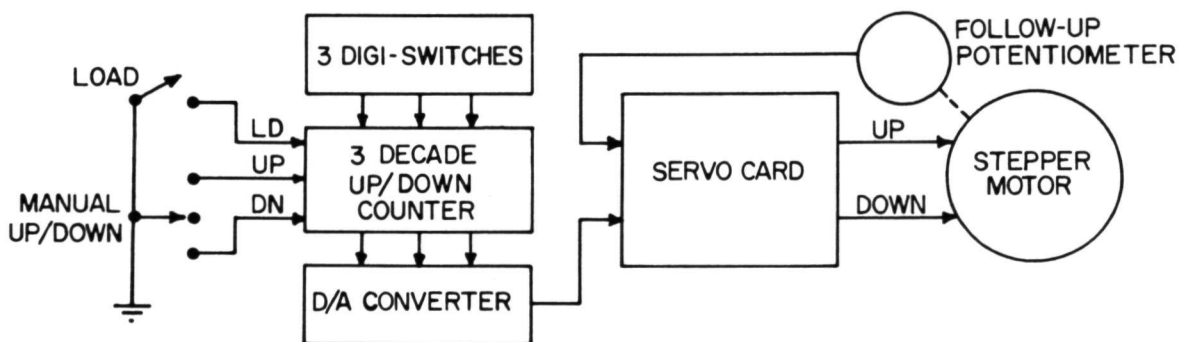 3 DIGI-SWITCHES
FOLLOW-UP
POTENTIOMETER
LOAD
LD
UP
DN
3 DECADE
UP/DOWN
COUNTER
MANUAL
UP/DOWN
D/A CONVERTER
SERVO CARD
UP
DOWN
STEPPER
MOTOR